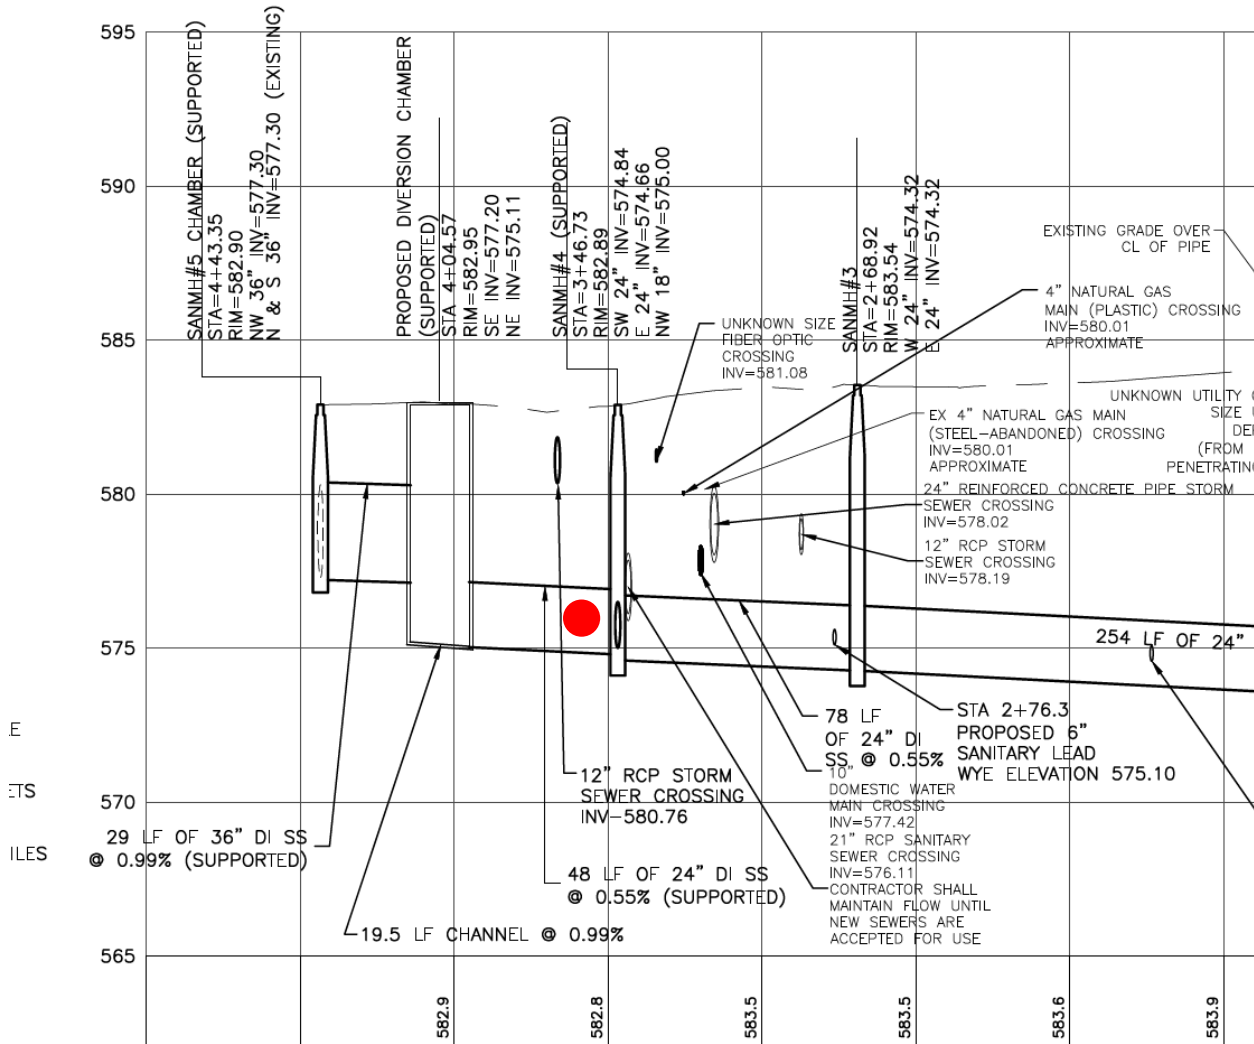 595
590
585
580
575
570
565
SANMH#5 CHAMBER (SUPPORTED)
STA=4+43.35
RIM=582.90
NW 36" INV=577.30
N & S 36" INV=577.30 (EXISTING)
PROPOSED DIVERSION CHAMBER
(SUPPORTED)
STA 4+04.57
RIM=582.95
SE INV=577.20
NE INV=575.11
SANMH#4 (SUPPORTED)
STA=3+46.73
RIM=582.89
SW 24" INV=574.84
E 24" INV=574.66
NW 18" INV=575.00
SANMH#3
STA=2+68.92
RIM=583.54
W 24" INV=574.32
E 24" INV=574.32
UNKNOWN SIZE
FIBER OPTIC
CROSSING
INV=581.08
EXISTING GRADE OVER
CL OF PIPE
4" NATURAL GAS
MAIN (PLASTIC) CROSSING
INV=580.01
APPROXIMATE
UNKNOWN UTILITY
SIZE
(FROM
PENETRATING
EX 4" NATURAL GAS MAIN
(STEEL-ABANDONED) CROSSING
INV=580.01
APPROXIMATE
24" REINFORCED CONCRETE PIPE STORM
SEWER CROSSING
INV=578.02
12" RCP STORM
SEWER CROSSING
INV=578.19
254 LF OF 24"
STA 2+76.3
PROPOSED 6"
SANITARY LEAD
WYE ELEVATION 575.10
78 LF
OF 24" DI
SS @ 0.55%
10"
DOMESTIC WATER
MAIN CROSSING
INV=577.42
21" RCP SANITARY
SEWER CROSSING
INV=576.11
CONTRACTOR SHALL
MAINTAIN FLOW UNTIL
NEW SEWERS ARE
ACCEPTED FOR USE
12" RCP STORM
SEWER CROSSING
INV-580.76
29 LF OF 36" DI SS
@ 0.99% (SUPPORTED)
48 LF OF 24" DI SS
@ 0.55% (SUPPORTED)
19.5 LF CHANNEL @ 0.99%
ETS
ILES
582.9
582.8
583.5
583.5
583.6
583.9